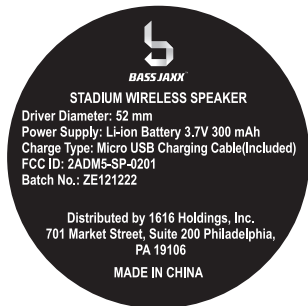 BASS JAXX™
STADIUM WIRELESS SPEAKER
Driver Diameter: 52 mm
Power Supply: Li-ion Battery 3.7V 300 mAh
Charge Type: Micro USB Charging Cable(Included)
FCC ID: 2ADM5-SP-0201
Batch No.: ZE121222
Distributed by 1616 Holdings, Inc.
701 Market Street, Suite 200 Philadelphia,
PA 19106
MADE IN CHINA